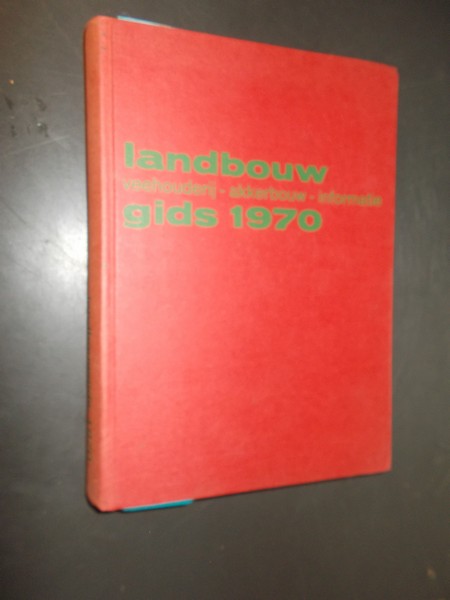 landbouw
veehouderij · akkerbouw · informatie
gids 1970